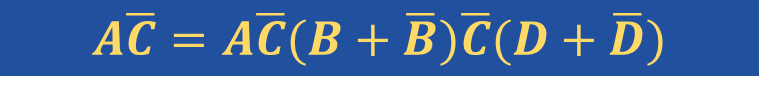 AC̅ = AC̅(B + B̅)C̅(D + D̅)